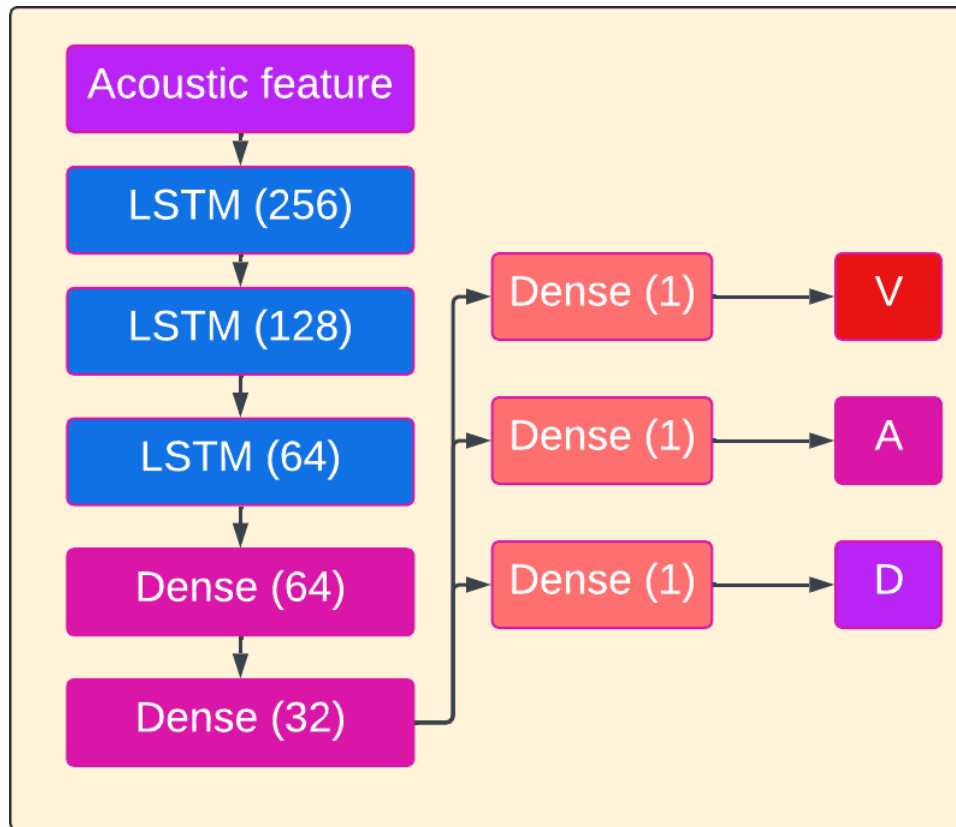 Acoustic feature
LSTM (256)
LSTM (128)
LSTM (64)
Dense (64)
Dense (32)
Dense (1)
V
Dense (1)
A
Dense (1)
D